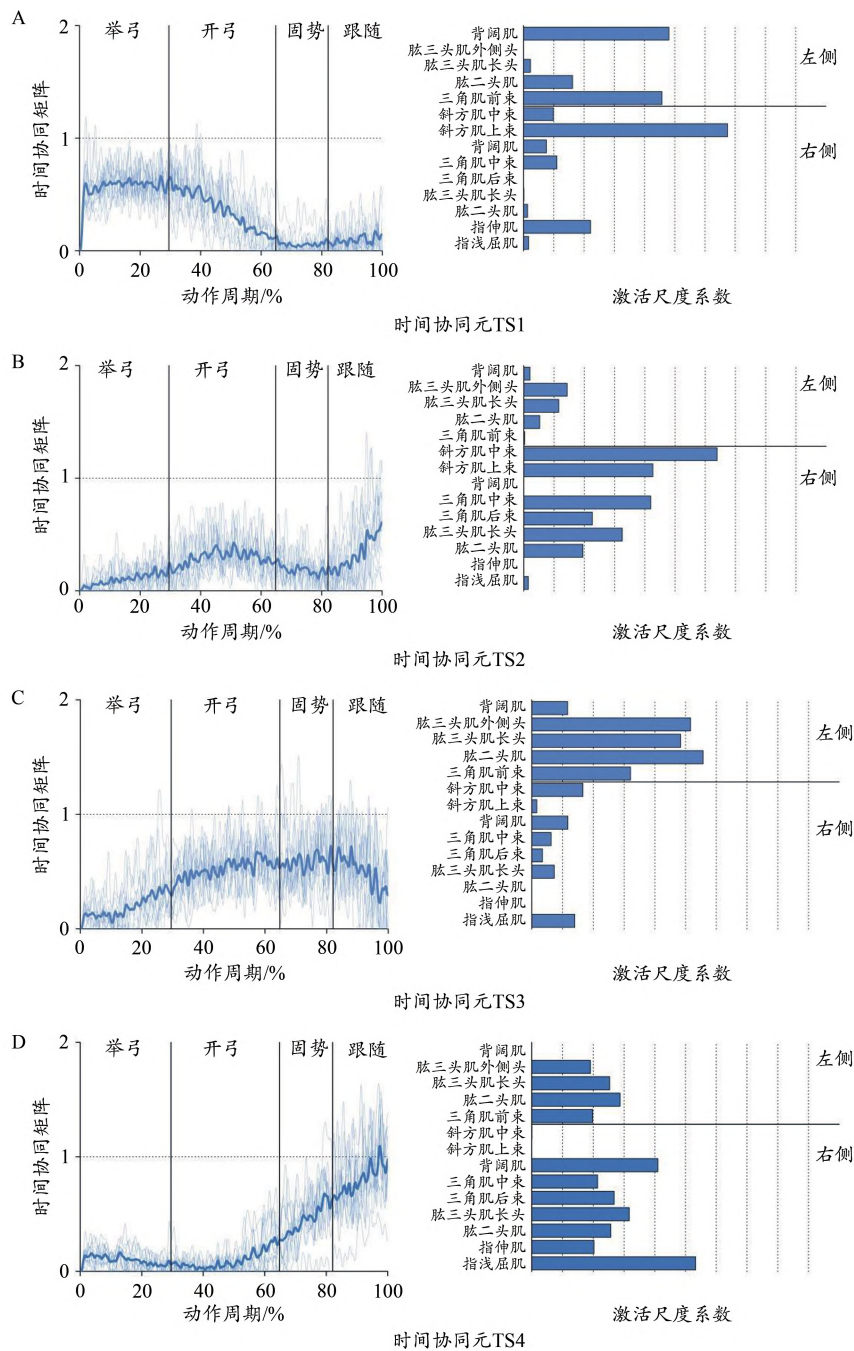 A
时间协同矩阵
2
1
0
举弓 开弓 固势 跟随
0 20 40 60 80 100
动作周期/%
背阔肌
肱三头肌外侧头
肱三头肌长头
肱二头肌
三角肌前束
斜方肌中束
斜方肌上束
背阔肌
三角肌中束
三角肌后束
肱三头肌长头
肱二头肌
指伸肌
指浅屈肌
左侧
右侧
激活尺度系数
时间协同元TS1
B
时间协同矩阵
2
1
0
举弓 开弓 固势 跟随
0 20 40 60 80 100
动作周期/%
背阔肌
肱三头肌外侧头
肱三头肌长头
肱二头肌
三角肌前束
斜方肌中束
斜方肌上束
背阔肌
三角肌中束
三角肌后束
肱三头肌长头
肱二头肌
指伸肌
指浅屈肌
左侧
右侧
激活尺度系数
时间协同元TS2
C
时间协同矩阵
2
1
0
举弓 开弓 固势 跟随
0 20 40 60 80 100
动作周期/%
背阔肌
肱三头肌外侧头
肱三头肌长头
肱二头肌
三角肌前束
斜方肌中束
斜方肌上束
背阔肌
三角肌中束
三角肌后束
肱三头肌长头
肱二头肌
指伸肌
指浅屈肌
左侧
右侧
激活尺度系数
时间协同元TS3
D
时间协同矩阵
2
1
0
举弓 开弓 固势 跟随
0 20 40 60 80 100
动作周期/%
背阔肌
肱三头肌外侧头
肱三头肌长头
肱二头肌
三角肌前束
斜方肌中束
斜方肌上束
背阔肌
三角肌中束
三角肌后束
肱三头肌长头
肱二头肌
指伸肌
指浅屈肌
左侧
右侧
激活尺度系数
时间协同元TS4